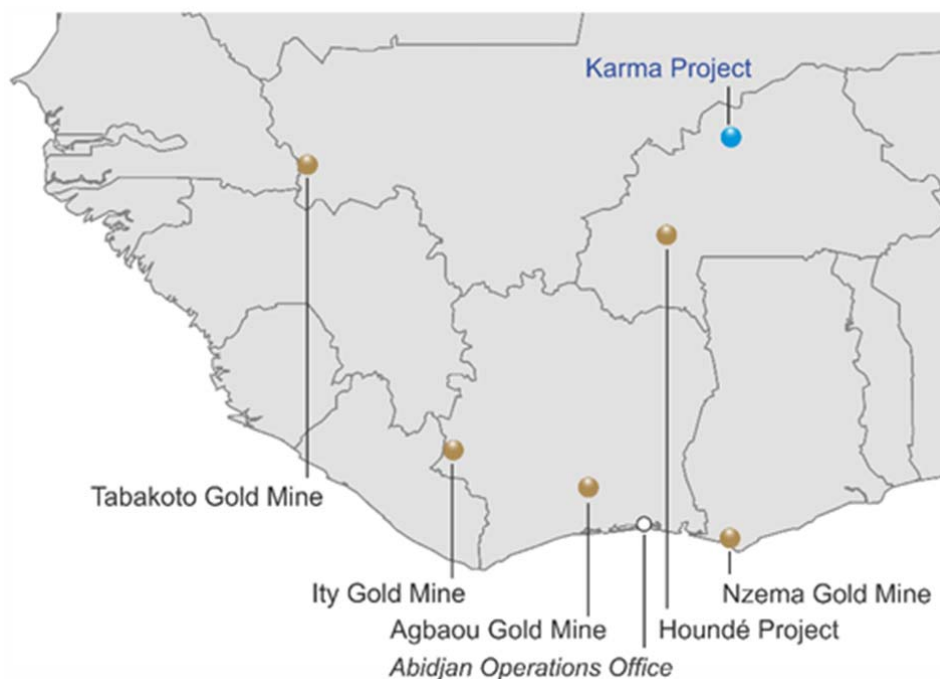 Karma Project
Tabakoto Gold Mine
Ity Gold Mine
Nzema Gold Mine
Agbaou Gold Mine
Houndé Project
Abidjan Operations Office